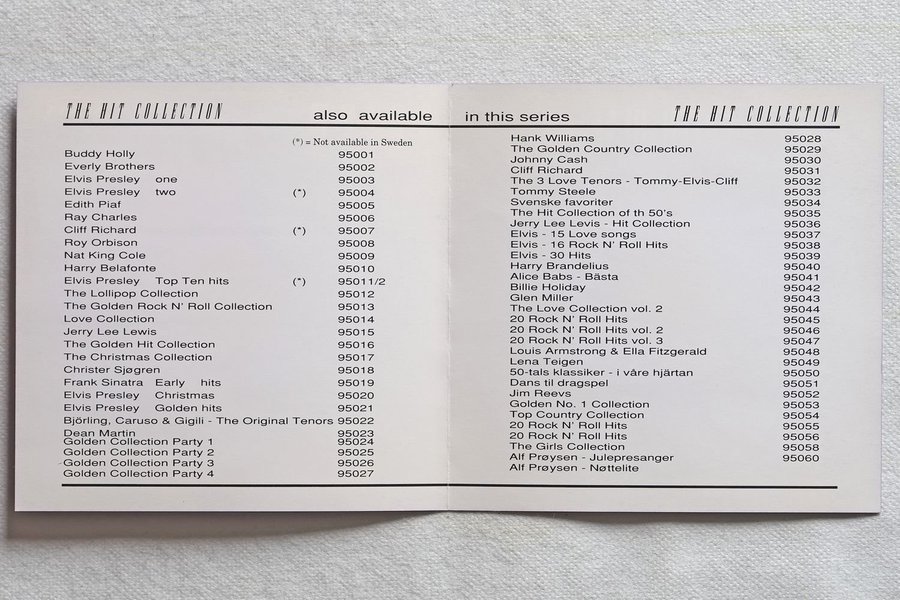 THE HIT COLLECTION also available
(*) = Not available in Sweden
Buddy Holly 95001
Everly Brothers 95002
Elvis Presley one 95003
Elvis Presley two (*) 95004
Edith Piaf 95005
Ray Charles 95006
Cliff Richard (*) 95007
Roy Orbison 95008
Nat King Cole 95009
Harry Belafonte 95010
Elvis Presley Top Ten hits (*) 95011/2
The Lollipop Collection 95012
The Golden Rock N' Roll Collection 95013
Love Collection 95014
Jerry Lee Lewis 95015
The Golden Hit Collection 95016
The Christmas Collection 95017
Christer Sjøgren 95018
Frank Sinatra Early hits 95019
Elvis Presley Christmas 95020
Elvis Presley Golden hits 95021
Björling, Caruso & Gigili - The Original Tenors 95022
Dean Martin 95023
Golden Collection Party 1 95024
Golden Collection Party 2 95025
Golden Collection Party 3 95026
Golden Collection Party 4 95027
in this series THE HIT COLLECTION
Hank Williams 95028
The Golden Country Collection 95029
Johnny Cash 95030
Cliff Richard 95031
The 3 Love Tenors - Tommy-Elvis-Cliff 95032
Tommy Steele 95033
Svenske favoriter 95034
The Hit Collection of th 50's 95035
Jerry Lee Levis - Hit Collection 95036
Elvis - 15 Love songs 95037
Elvis - 16 Rock N' Roll Hits 95038
Elvis - 30 Hits 95039
Harry Brandelius 95040
Alice Babs - Bästa 95041
Billie Holiday 95042
Glen Miller 95043
The Love Collection vol. 2 95044
20 Rock N' Roll Hits 95045
20 Rock N' Roll Hits vol. 2 95046
20 Rock N' Roll Hits vol. 3 95047
Louis Armstrong & Ella Fitzgerald 95048
Lena Teigen 95049
50-tals klassiker - i våre hjärtan 95050
Dans til dragspel 95051
Jim Reevs 95052
Golden No. 1 Collection 95053
Top Country Collection 95054
20 Rock N' Roll Hits 95055
20 Rock N' Roll Hits 95056
The Girls Collection 95058
Alf Prøysen - Julepresanger 95060
Alf Prøysen - Nøttelite